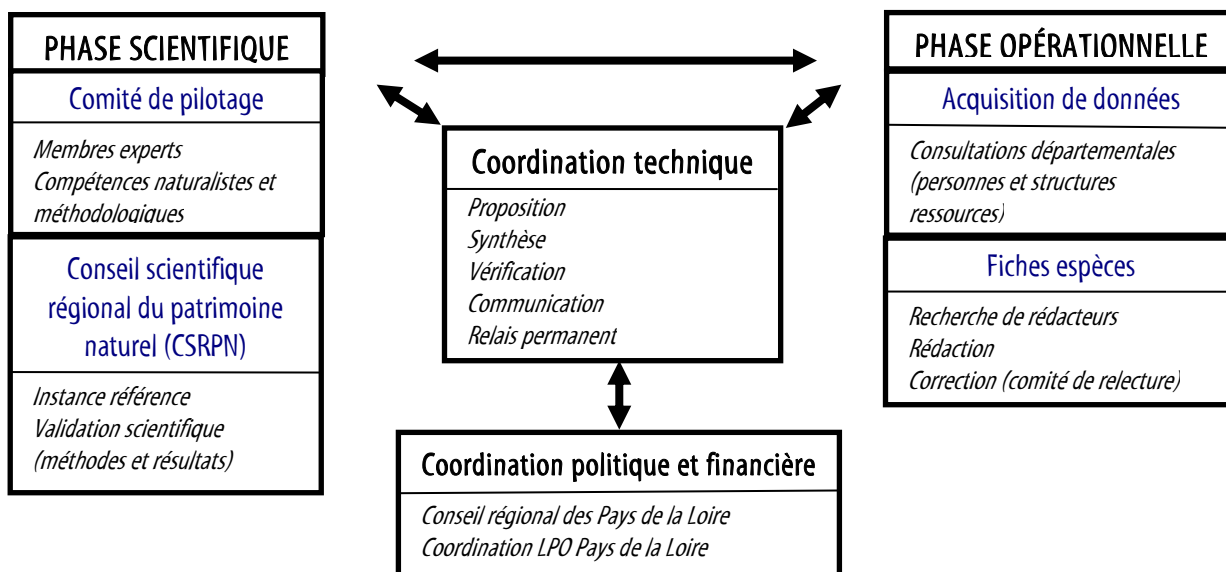 PHASE SCIENTIFIQUE
Comité de pilotage
Membres experts
Compétences naturalistes et
méthodologiques
Conseil scientifique
régional du patrimoine
naturel (CSRPN)
Instance référence
Validation scientifique
(méthodes et résultats)
Coordination technique
Proposition
Synthèse
Vérification
Communication
Relais permanent
Coordination politique et financière
Conseil régional des Pays de la Loire
Coordination LPO Pays de la Loire
PHASE OPÉRATIONNELLE
Acquisition de données
Consultations départementales
(personnes et structures
ressources)
Fiches espèces
Recherche de rédacteurs
Rédaction
Correction (comité de relecture)